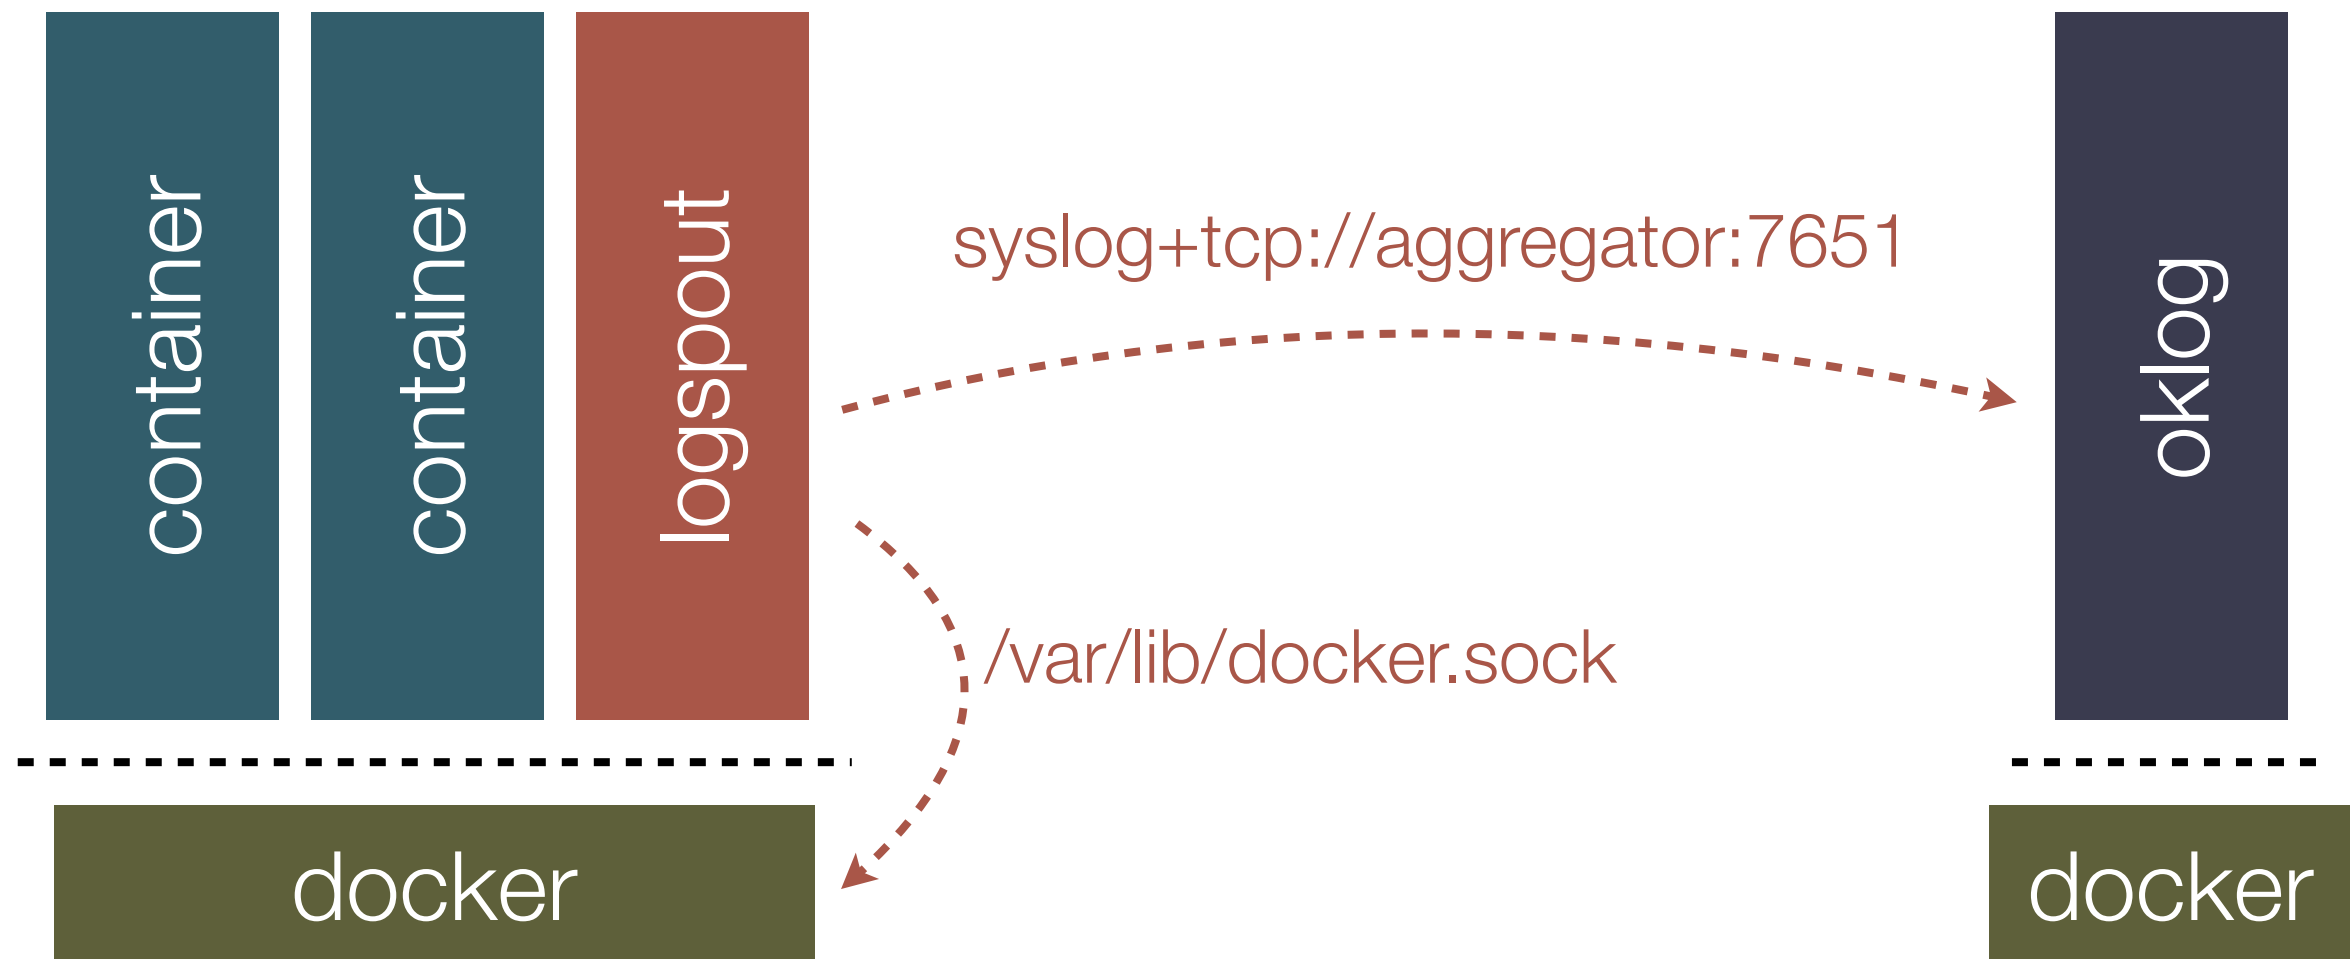 container
container
logspout
syslog+tcp://aggregator:7651
oklog
/var/lib/docker.sock
docker
docker